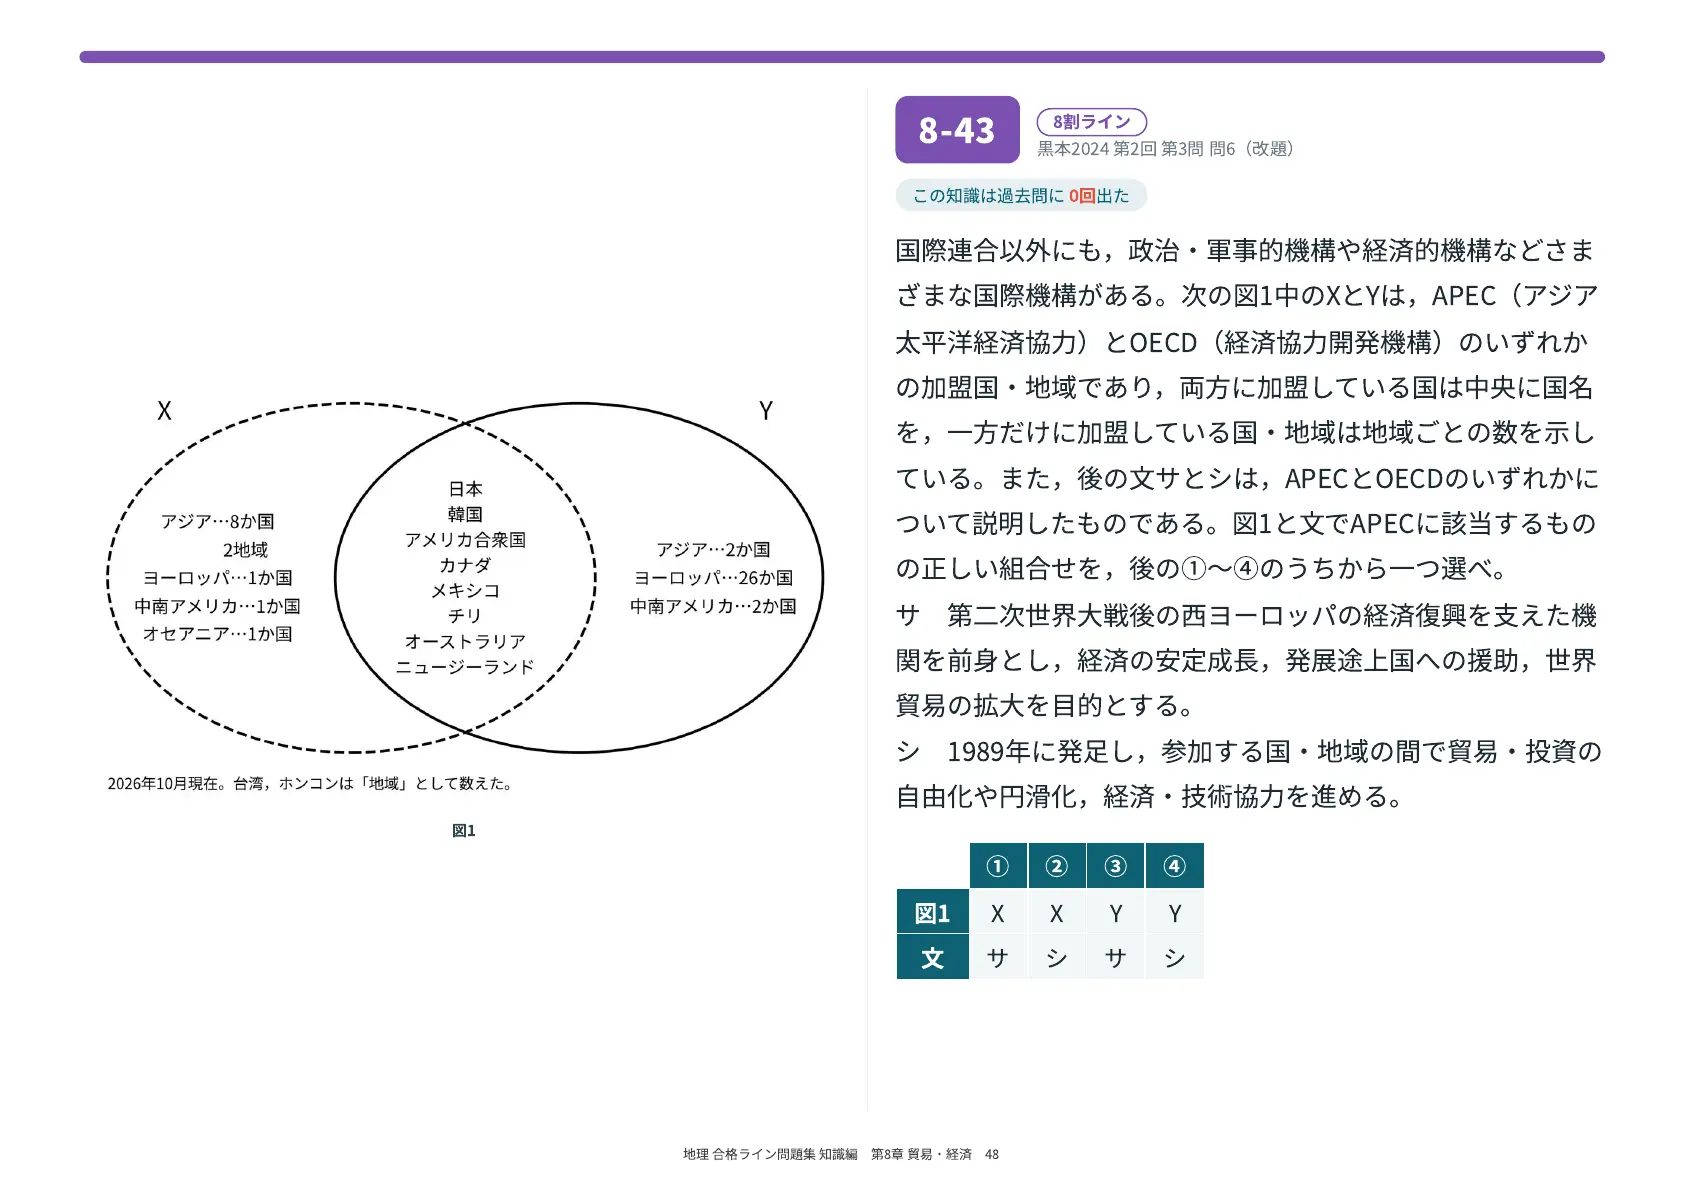 X
Y
アジア…8か国
2地域
ヨーロッパ…1か国
中南アメリカ…1か国
オセアニア…1か国
日本
韓国
アメリカ合衆国
カナダ
メキシコ
チリ
オーストラリア
ニュージーランド
アジア…2か国
ヨーロッパ…26か国
中南アメリカ…2か国
2026年10月現在。台湾，ホンコンは「地域」として数えた。
図1
8-43
8割ライン
黒本2024 第2回 第3問 問6（改題）
この知識は過去問に 0回出た
国際連合以外にも，政治・軍事的機構や経済的機構などさま
ざまな国際機構がある。次の図1中のXとYは，APEC（アジア
太平洋経済協力）とOECD（経済協力開発機構）のいずれか
の加盟国・地域であり，両方に加盟している国は中央に国名
を，一方だけに加盟している国・地域は地域ごとの数を示し
ている。また，後の文サとシは，APECとOECDのいずれかに
ついて説明したものである。図1と文でAPECに該当するもの
の正しい組合せを，後の①～④のうちから一つ選べ。
サ　第二次世界大戦後の西ヨーロッパの経済復興を支えた機
関を前身とし，経済の安定成長，発展途上国への援助，世界
貿易の拡大を目的とする。
シ　1989年に発足し，参加する国・地域の間で貿易・投資の
自由化や円滑化，経済・技術協力を進める。
① ② ③ ④
図1 X X Y Y
文 サ シ サ シ
地理 合格ライン問題集 知識編　第8章 貿易・経済　48